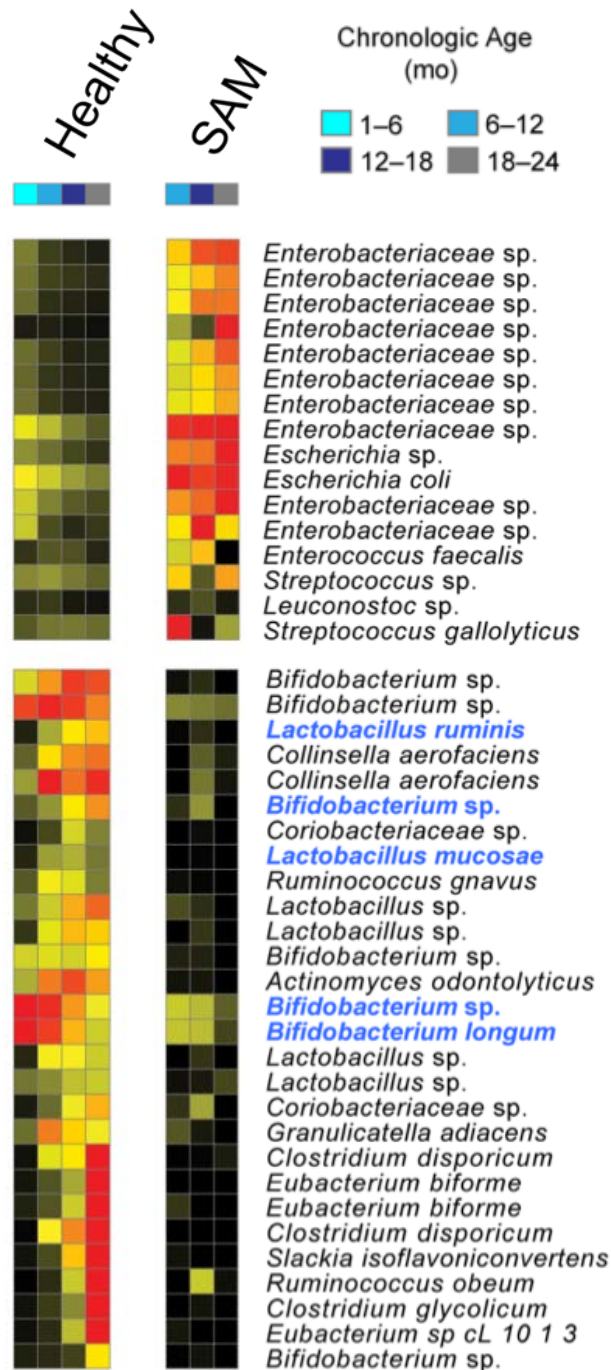 Healthy
SAM
Chronologic Age
(mo)
1–6
6–12
12–18
18–24
Enterobacteriaceae sp.
Enterobacteriaceae sp.
Enterobacteriaceae sp.
Enterobacteriaceae sp.
Enterobacteriaceae sp.
Enterobacteriaceae sp.
Enterobacteriaceae sp.
Enterobacteriaceae sp.
Escherichia sp.
Escherichia coli
Enterobacteriaceae sp.
Enterobacteriaceae sp.
Enterococcus faecalis
Streptococcus sp.
Leuconostoc sp.
Streptococcus gallolyticus
Bifidobacterium sp.
Bifidobacterium sp.
Lactobacillus ruminis
Collinsella aerofaciens
Collinsella aerofaciens
Bifidobacterium sp.
Coriobacteriaceae sp.
Lactobacillus mucosae
Ruminococcus gnavus
Lactobacillus sp.
Lactobacillus sp.
Bifidobacterium sp.
Actinomyces odontolyticus
Bifidobacterium sp.
Bifidobacterium longum
Lactobacillus sp.
Lactobacillus sp.
Coriobacteriaceae sp.
Granulicatella adiacens
Clostridium disporicum
Eubacterium biforme
Eubacterium biforme
Clostridium disporicum
Slackia isoflavoniconvertens
Ruminococcus obeum
Clostridium glycolicum
Eubacterium sp cL 10 1 3
Bifidobacterium sp.